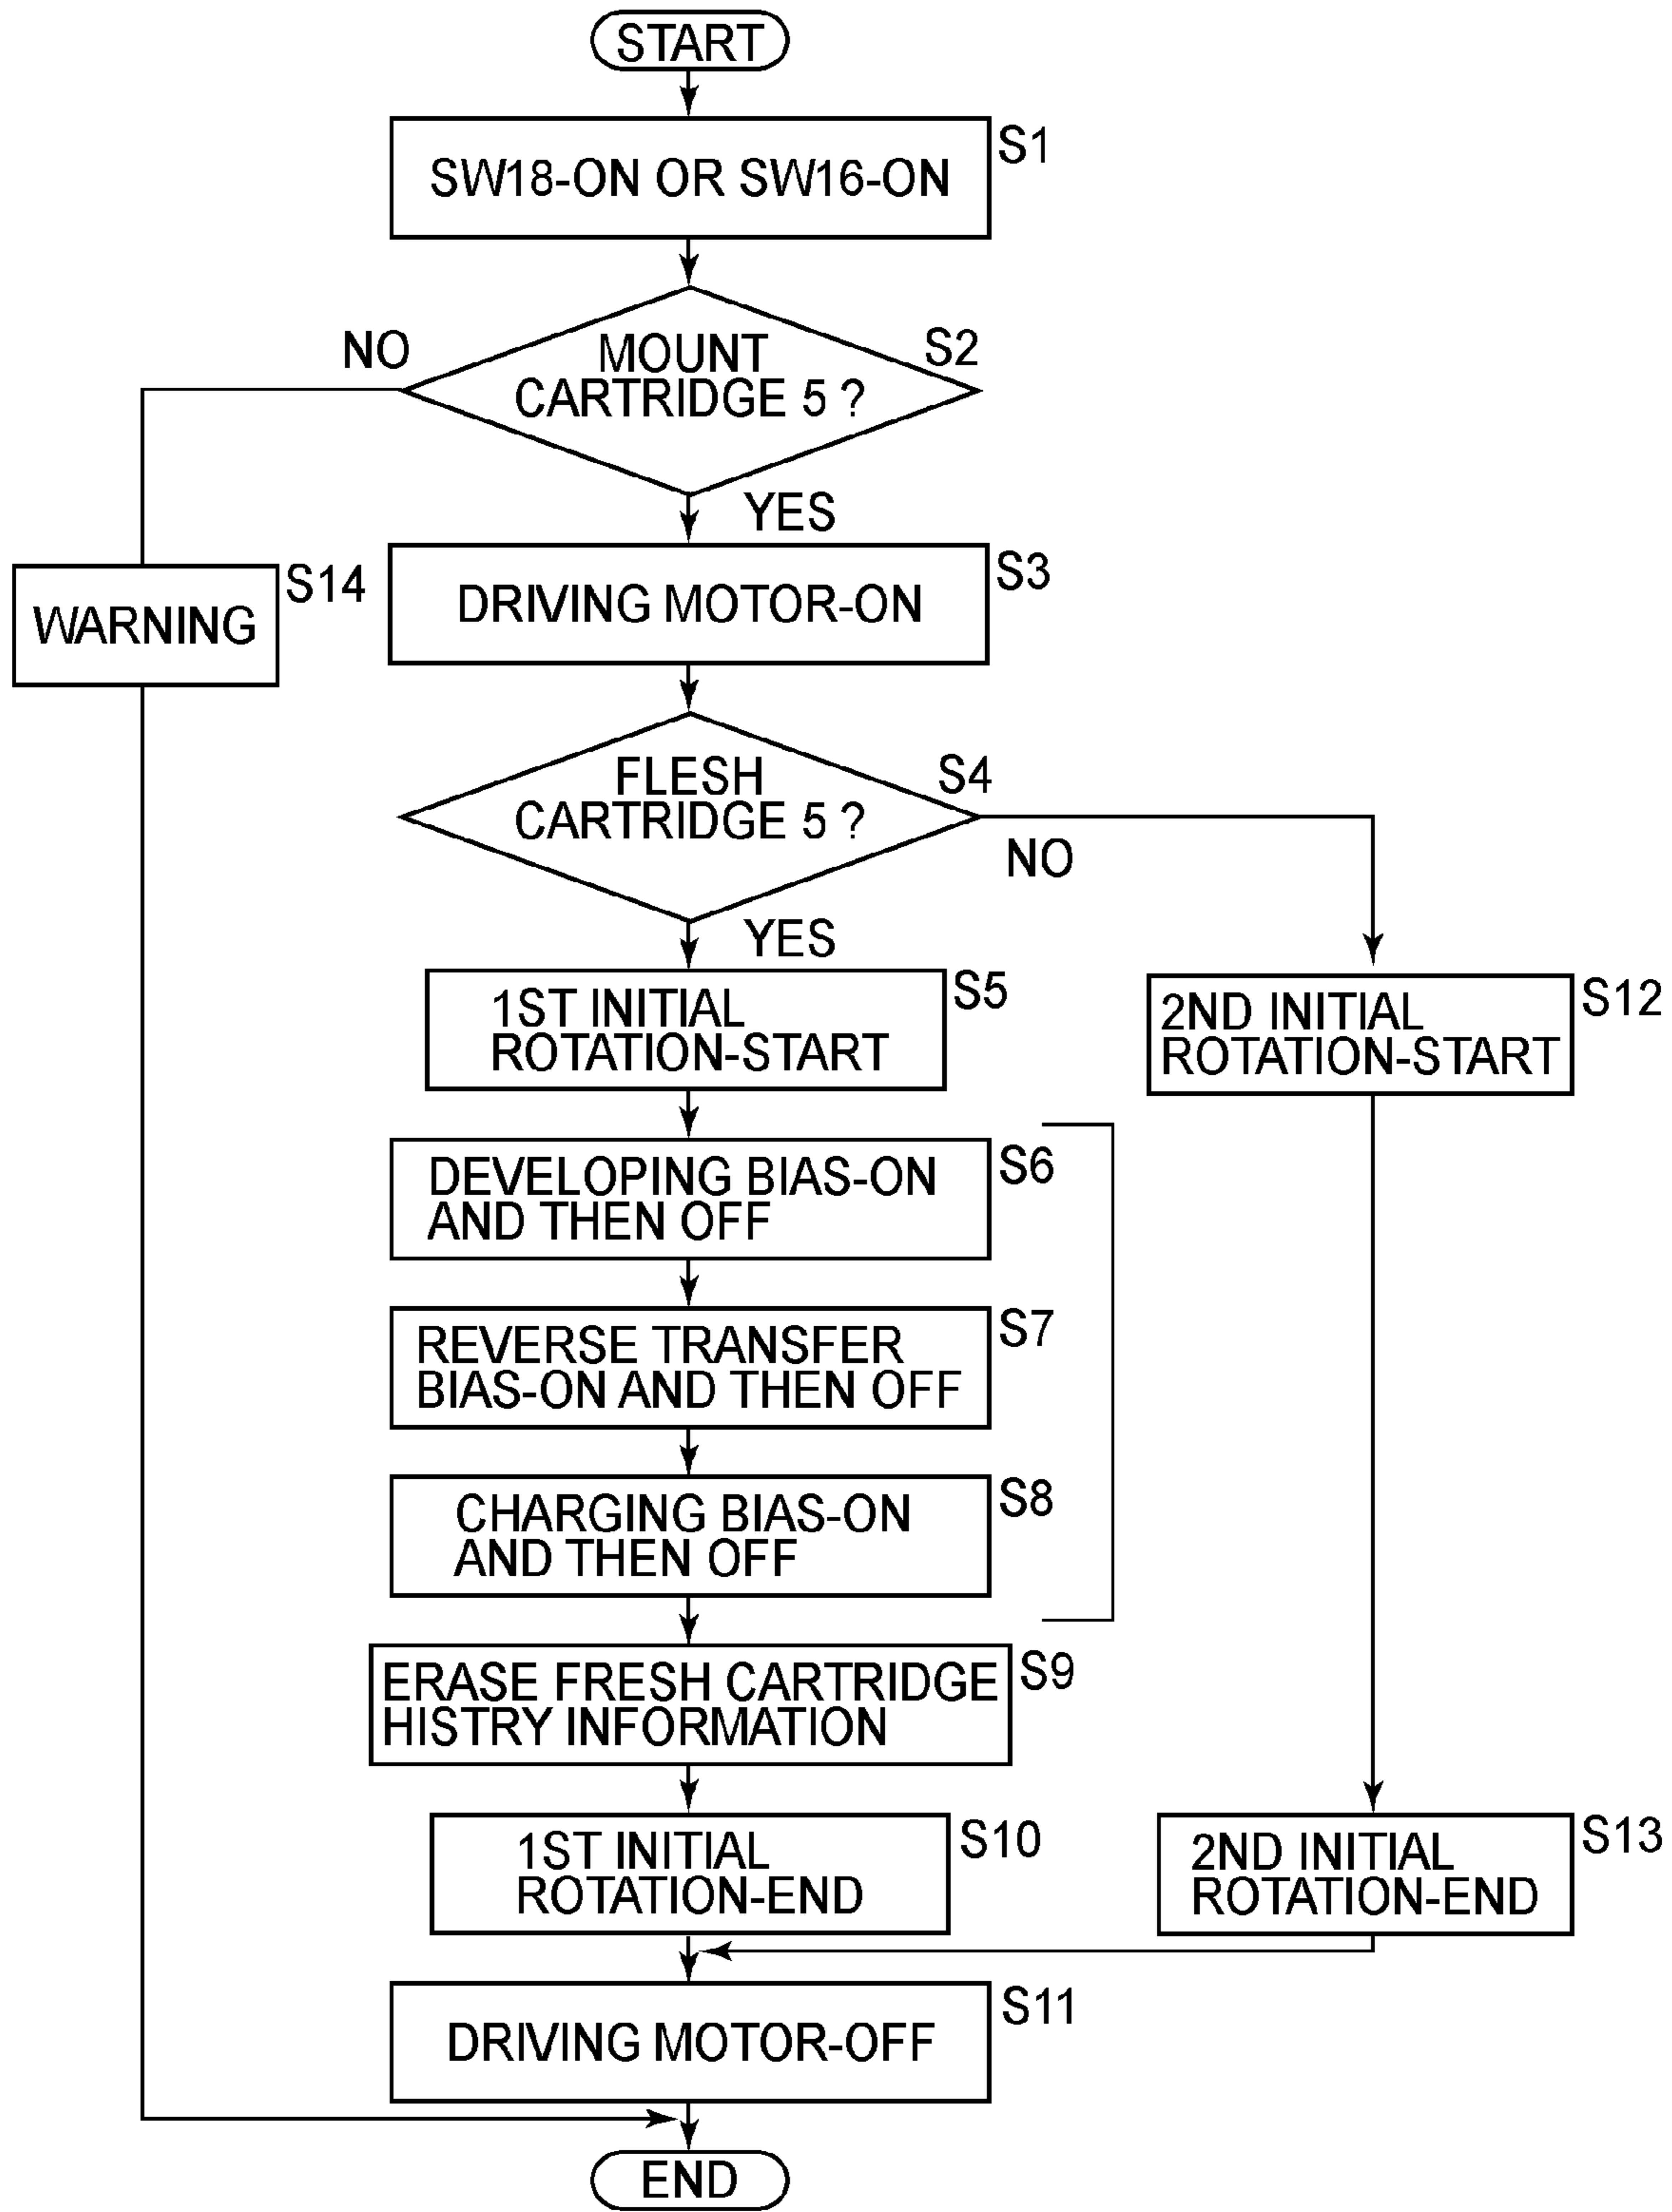 START
SW18-ON OR SW16-ON
S1
NO
MOUNT
CARTRIDGE 5 ?
S2
YES
WARNING
S14
DRIVING MOTOR-ON
S3
FLESH
CARTRIDGE 5 ?
S4
NO
YES
1ST INITIAL
ROTATION-START
S5
2ND INITIAL
ROTATION-START
S12
DEVELOPING BIAS-ON
AND THEN OFF
S6
REVERSE TRANSFER
BIAS-ON AND THEN OFF
S7
CHARGING BIAS-ON
AND THEN OFF
S8
ERASE FRESH CARTRIDGE
HISTRY INFORMATION
S9
1ST INITIAL
ROTATION-END
S10
2ND INITIAL
ROTATION-END
S13
DRIVING MOTOR-OFF
S11
END